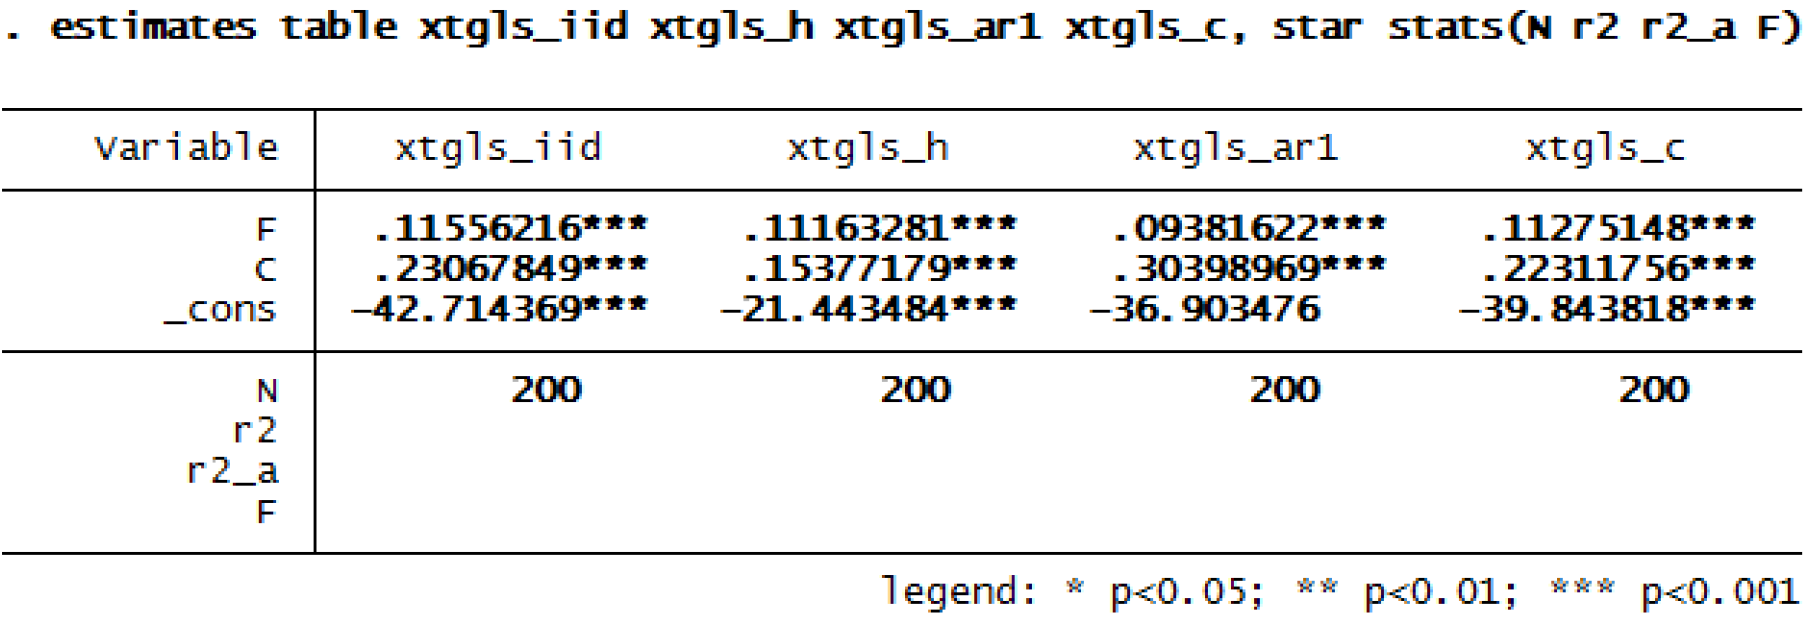 . estimates table xtgls_iid xtgls_h xtgls_ar1 xtgls_c, star stats(N r2 r2_a F)
Variable xtgls_iid xtgls_h xtgls_ar1 xtgls_c
F .11556216*** .11163281*** .09381622*** .11275148***
C .23067849*** .15377179*** .30398969*** .22311756***
_cons -42.714369*** -21.443484*** -36.903476 -39.843818***
N 200 200 200 200
r2
r2_a
F
legend: * p<0.05; ** p<0.01; *** p<0.001